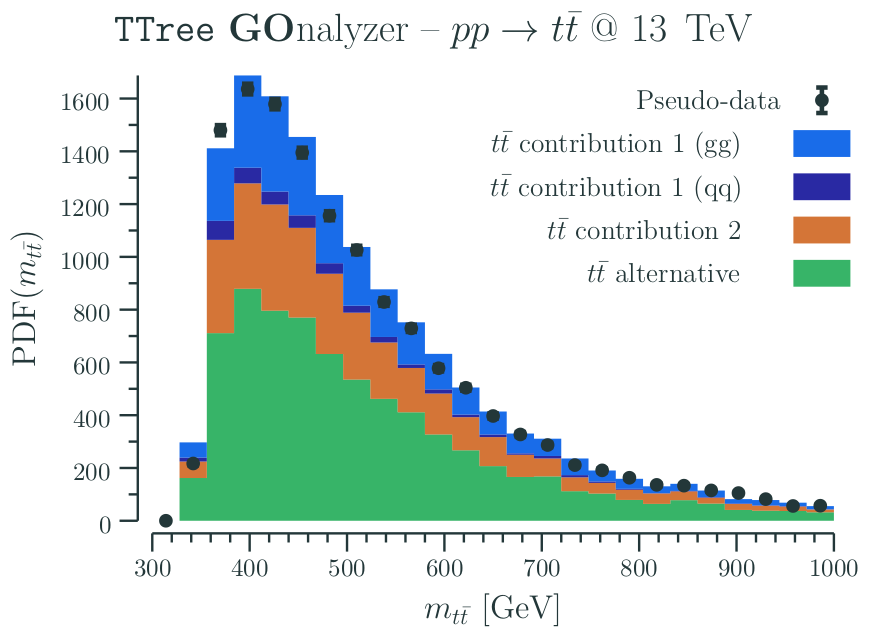 TTree GOnalyzer – pp → tt̄ @ 13 TeV
PDF(m_tt̄)
1600
1400
1200
1000
800
600
400
200
0
Pseudo-data
tt̄ contribution 1 (gg)
tt̄ contribution 1 (qq)
tt̄ contribution 2
tt̄ alternative
300 400 500 600 700 800 900 1000
m_tt̄ [GeV]